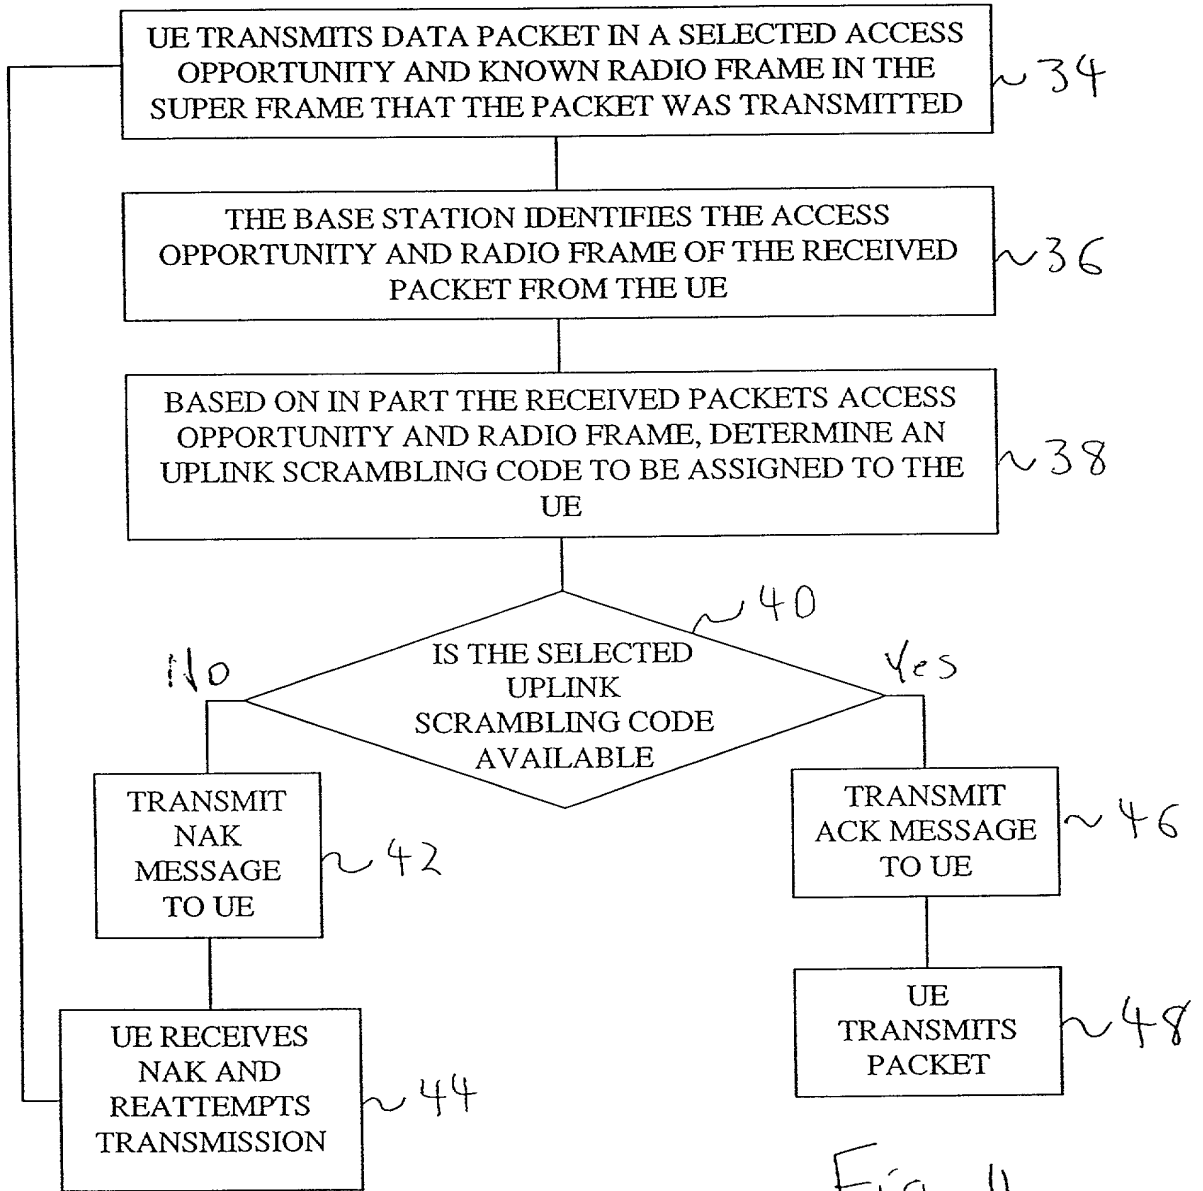 UE TRANSMITS DATA PACKET IN A SELECTED ACCESS
OPPORTUNITY AND KNOWN RADIO FRAME IN THE
SUPER FRAME THAT THE PACKET WAS TRANSMITTED
34
THE BASE STATION IDENTIFIES THE ACCESS
OPPORTUNITY AND RADIO FRAME OF THE RECEIVED
PACKET FROM THE UE
36
BASED ON IN PART THE RECEIVED PACKETS ACCESS
OPPORTUNITY AND RADIO FRAME, DETERMINE AN
UPLINK SCRAMBLING CODE TO BE ASSIGNED TO THE
UE
38
40
IS THE SELECTED
UPLINK
SCRAMBLING CODE
AVAILABLE
No
Yes
TRANSMIT
NAK
MESSAGE
TO UE
42
TRANSMIT
ACK MESSAGE
TO UE
46
UE RECEIVES
NAK AND
REATTEMPTS
TRANSMISSION
44
UE
TRANSMITS
PACKET
48
Fig.